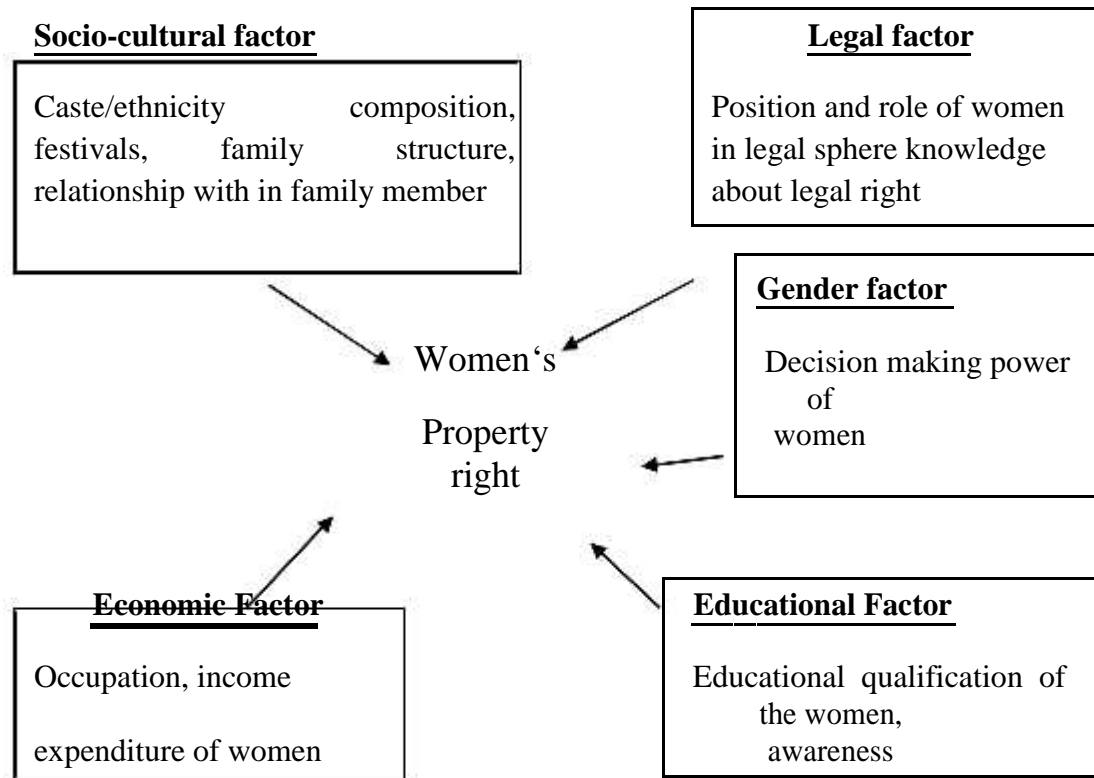 Socio-cultural factor
Caste/ethnicity composition,
festivals, family structure,
relationship with in family member
Legal factor
Position and role of women
in legal sphere knowledge
about legal right
Gender factor
Decision making power
of
women
Women‘s
Property
right
Economic Factor
Occupation, income
expenditure of women
Educational Factor
Educational qualification of
the women,
awareness